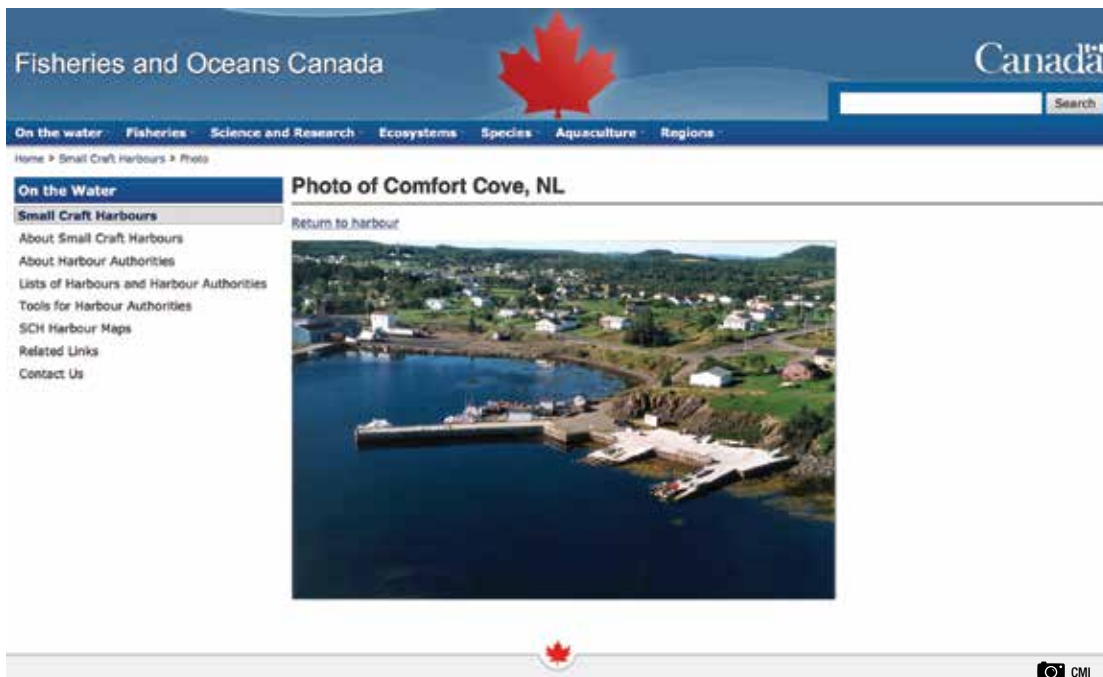 Fisheries and Oceans Canada
Canada
Search
On the water Fisheries Science and Research Ecosystems Species Aquaculture Regions
Home > Small Craft Harbours > Photo
On the Water
Small Craft Harbours
About Small Craft Harbours
About Harbour Authorities
Lists of Harbours and Harbour Authorities
Tools for Harbour Authorities
SCH Harbour Maps
Related Links
Contact Us
Photo of Comfort Cove, NL
Return to harbour
CMI